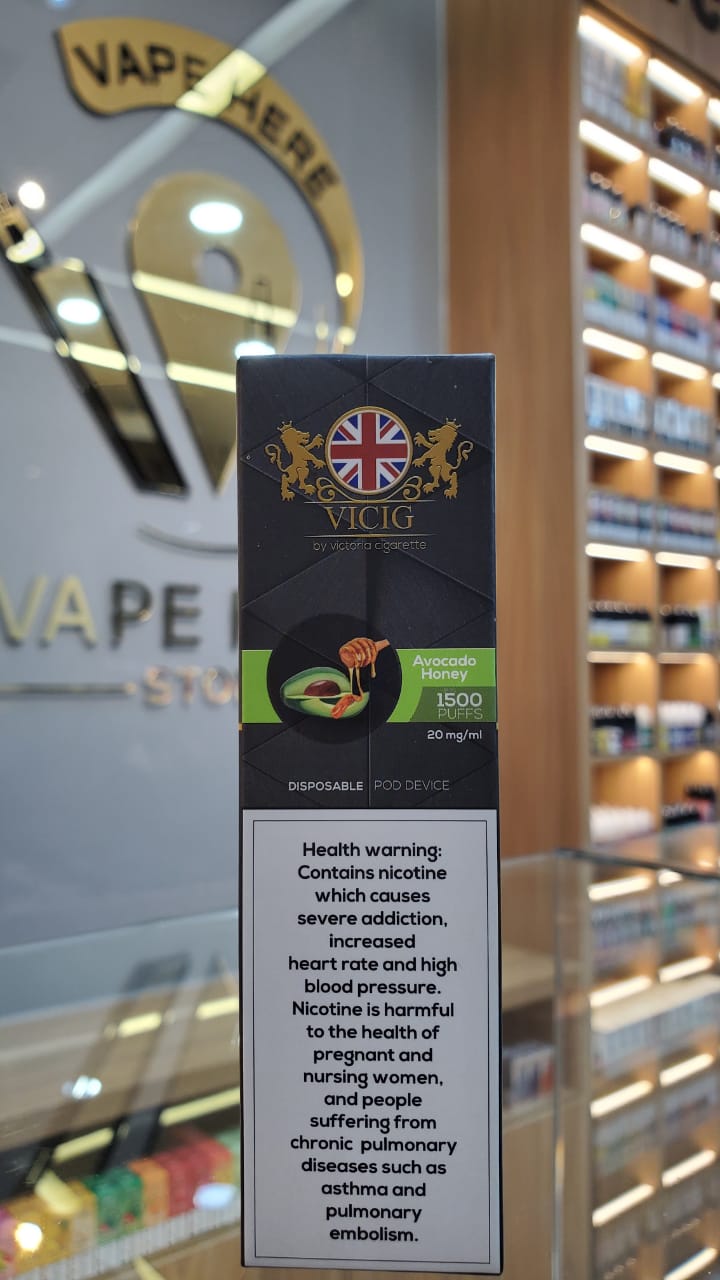 VAPE HERE
VAPE
VICIG
by victoria cigarette
Avocado
Honey
1500
PUFFS
20 mg/ml
DISPOSABLE POD DEVICE
Health warning:
Contains nicotine
which causes
severe addiction,
increased
heart rate and high
blood pressure.
Nicotine is harmful
to the health of
pregnant and
nursing women,
and people
suffering from
chronic pulmonary
diseases such as
asthma and
pulmonary
embolism.